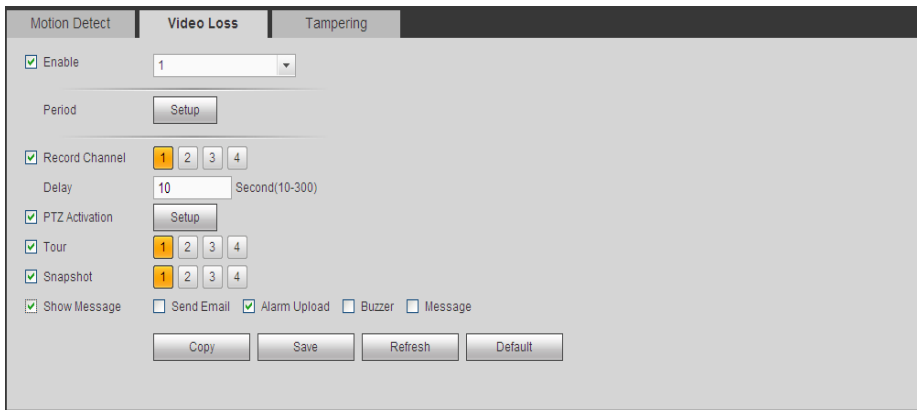 Motion Detect Video Loss Tampering
Enable 1
Period Setup
Record Channel 1 2 3 4
Delay 10 Second(10-300)
PTZ Activation Setup
Tour 1 2 3 4
Snapshot 1 2 3 4
Show Message Send Email Alarm Upload Buzzer Message
Copy Save Refresh Default